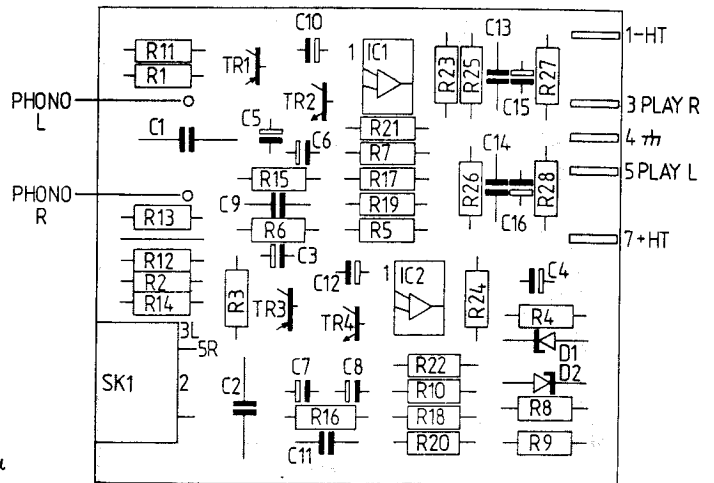 C10
C13
1-HT
R11
1 IC1
TR1
R23
R25
R27
R1
PHONO
L
TR2
C15
3 PLAY R
C5
C1
R21
4
C6
R7
C14
5 PLAY L
R15
R17
R26
R28
PHONO
R
C9
R19
R13
R6
R5
C16
7+HT
C3
R12
C12
1 IC2
C4
R2
R3
R24
R14
TR3
TR4
R4
3L
5R
D1
C7
C8
R22
D2
SK1
2
C2
R10
R16
R18
R8
C11
R20
R9